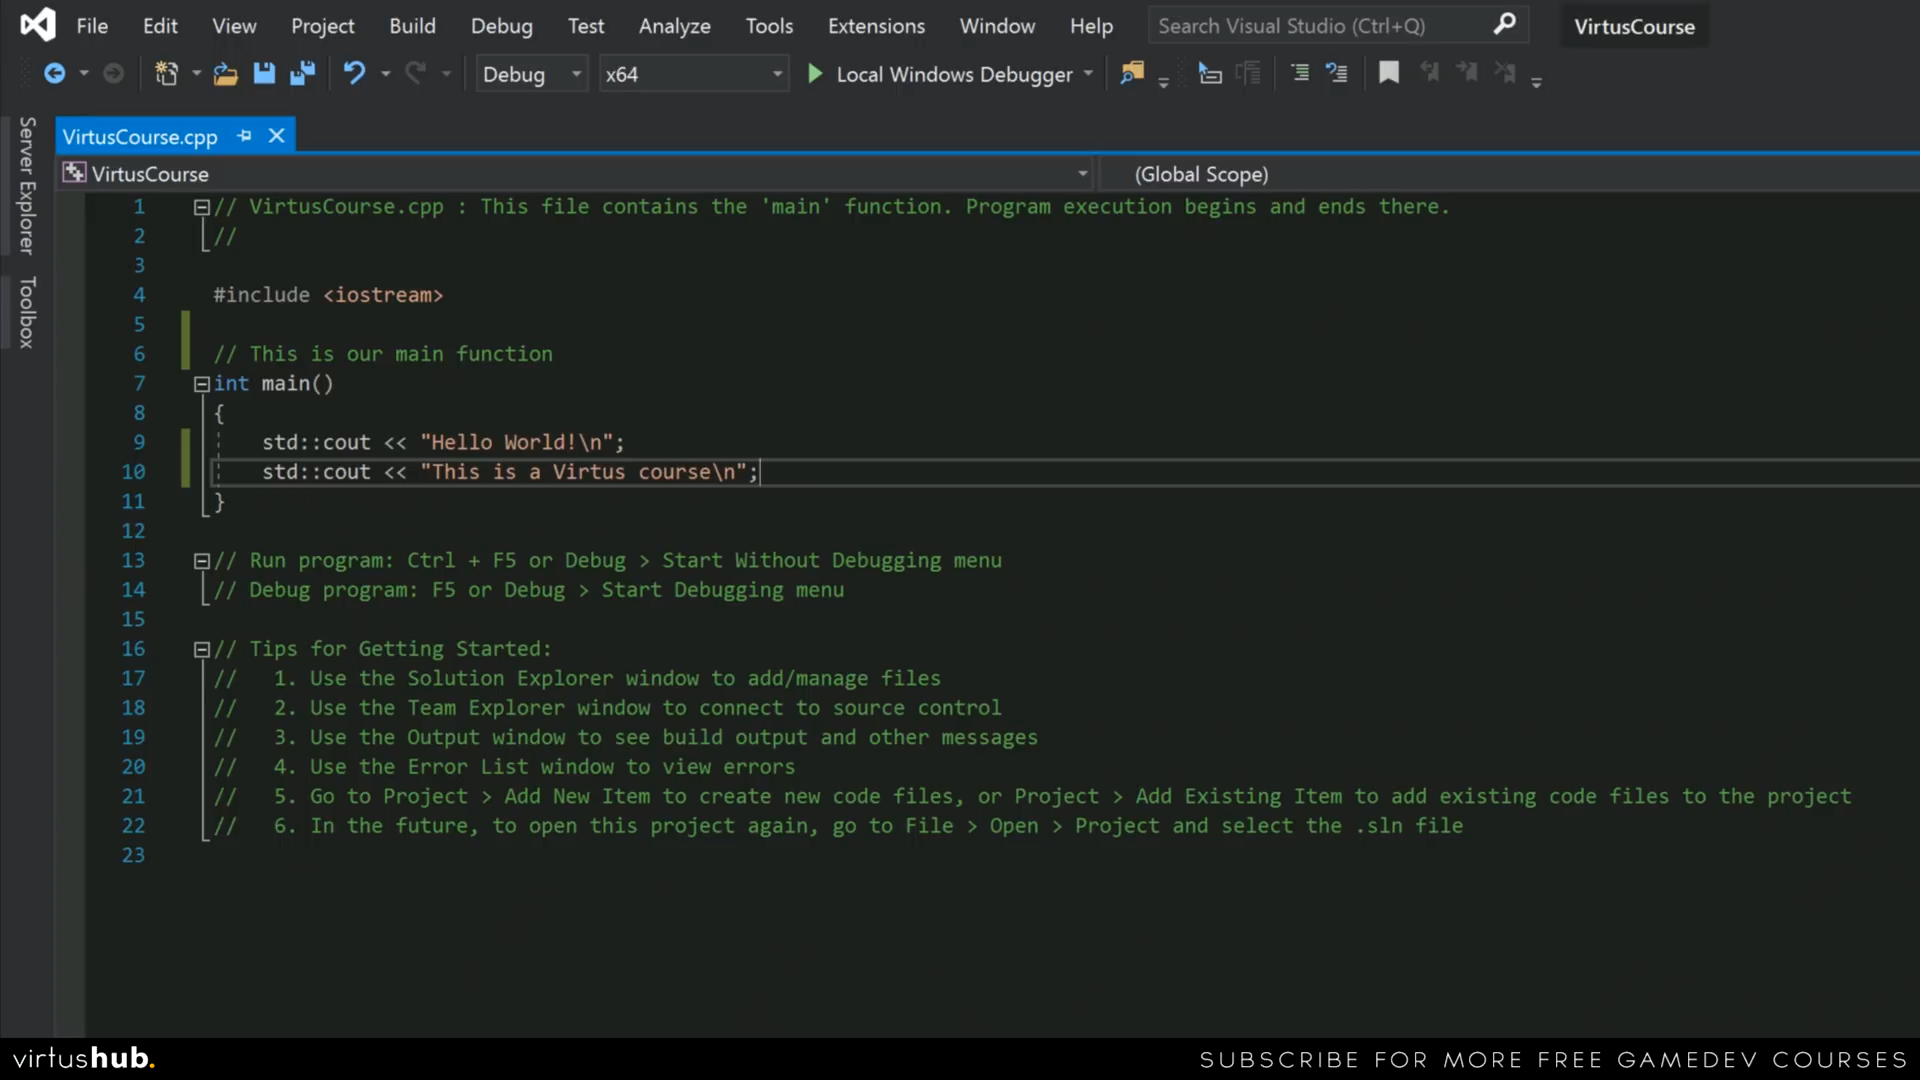 File Edit View Project Build Debug Test Analyze Tools Extensions Window Help Search Visual Studio (Ctrl+Q) VirtusCourse
Debug x64 Local Windows Debugger
Server Explorer
Toolbox
VirtusCourse.cpp
VirtusCourse (Global Scope)
1 // VirtusCourse.cpp : This file contains the 'main' function. Program execution begins and ends there.
2 //
3
4 #include <iostream>
5
6 // This is our main function
7 int main()
8 {
9 std::cout << "Hello World!\n";
10 std::cout << "This is a Virtus course\n";
11 }
12
13 // Run program: Ctrl + F5 or Debug > Start Without Debugging menu
14 // Debug program: F5 or Debug > Start Debugging menu
15
16 // Tips for Getting Started:
17 // 1. Use the Solution Explorer window to add/manage files
18 // 2. Use the Team Explorer window to connect to source control
19 // 3. Use the Output window to see build output and other messages
20 // 4. Use the Error List window to view errors
21 // 5. Go to Project > Add New Item to create new code files, or Project > Add Existing Item to add existing code files to the project
22 // 6. In the future, to open this project again, go to File > Open > Project and select the .sln file
23
virtushub. SUBSCRIBE FOR MORE FREE GAMEDEV COURSES